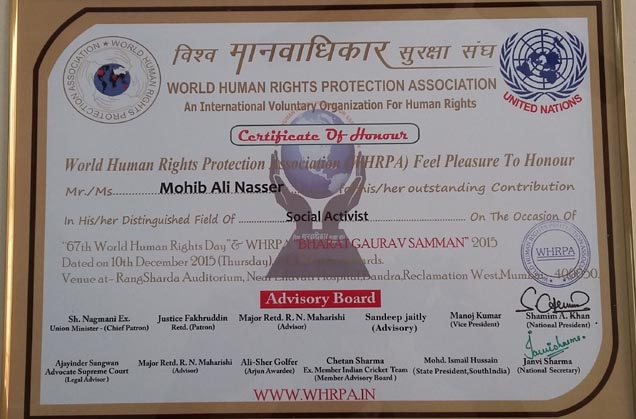 विश्व मानवाधिकार सुरक्षा संघ
WORLD HUMAN RIGHTS PROTECTION ASSOCIATION
WORLD HUMAN RIGHTS PROTECTION ASSOCIATION
An International Voluntary Organization For Human Rights
UNITED NATIONS
Certificate Of Honour
World Human Rights Protection Association (WHRPA) Feel Pleasure To Honour
Mr./Ms. Mohib Ali Nasser for his/her outstanding Contribution
In His/her Distinguished Field Of Social Activist On The Occasion Of
"67th World Human Rights Day" & WHRPA "BHARAT GAURAV SAMMAN" 2015
Dated on 10th December 2015 (Thursday),
Venue at- RangSharda Auditorium, Near Hospital, Bandra,Reclamation West, 
WHRPA
Advisory Board
Sh. Nagmani Ex. Justice Fakhruddin Major Retd. R. N. Maharishi Sandeep jaitly Manoj Kumar Shamim A. Khan
Union Minister - (Chief Patron) Retd. (Patron) (Advisor) (Advisory) (Vice President) (National President)
Ajayinder Sangwan Major Retd. R. N. Maharishi Ali-Sher Golfer Chetan Sharma Mohd. Ismail Hussain Janvi Sharma
Advocate Supreme Court (Advisor) (Arjun Awardee) Ex. Member Indian Cricket Team (State President,SouthIndia) (National Secretary)
(Legal Advisor ) (Member Advisory Board )
WWW.WHRPA.IN